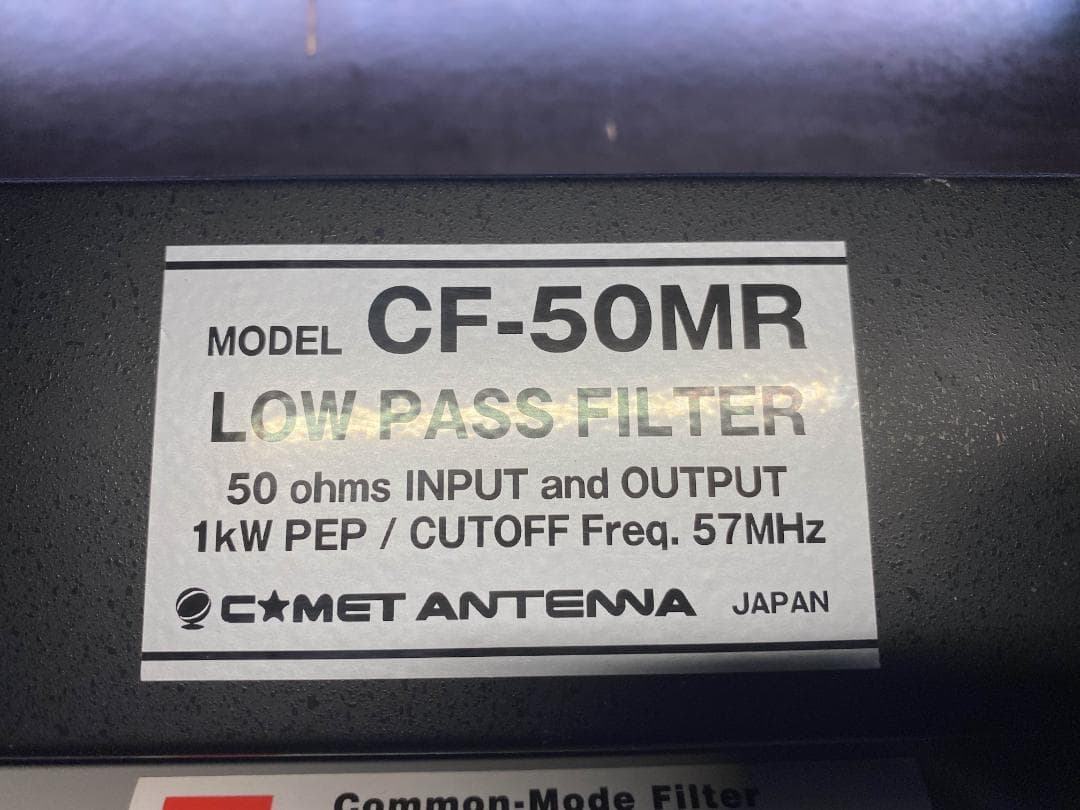 MODEL CF-50MR
LOW PASS FILTER
50 ohms INPUT and OUTPUT
1kW PEP / CUTOFF Freq. 57MHz
C★MET ANTENNA JAPAN
Common-Mode Filter